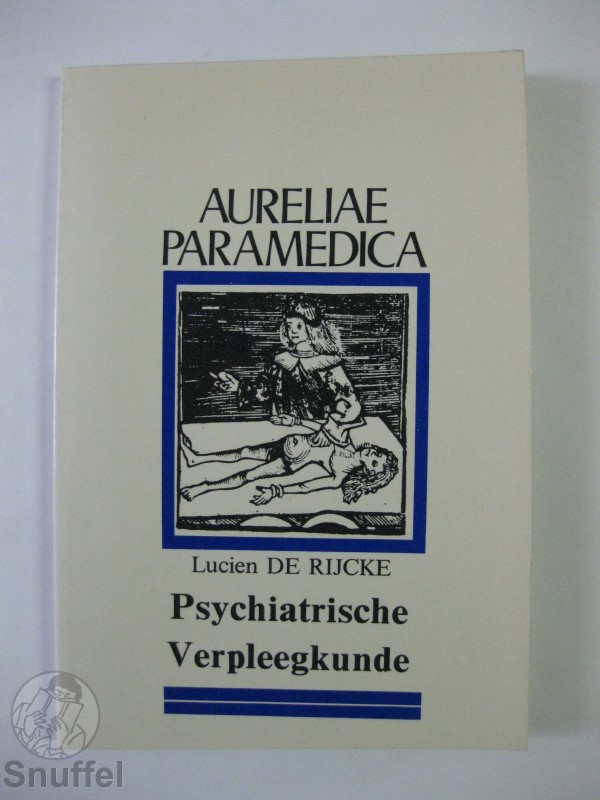 AURELIAE
PARAMEDICA
Lucien DE RIJCKE
Psychiatrische
Verpleegkunde
Snuffel